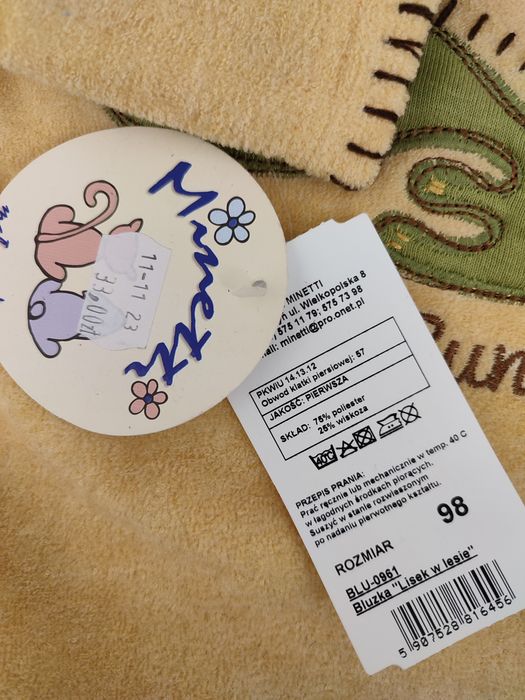 Minetti
11-11 23
33.00zł
MINETTI
ul. Wielkopolska 8
575 11 79; 575 73 98
minetti@pro.onet.pl
PKWIU 14.13.12
Obwód klatki piersiowej: 57
JAKOŚĆ: PIERWSZA
SKŁAD: 75% poliester
25% wiskoza
40C
PRZEPIS PRANIA:
Prać ręcznie lub mechanicznie w temp. 40 C
w łagodnych środkach piorących.
Suszyć w stanie rozwieszonym
po nadaniu pierwotnego kształtu.
ROZMIAR 98
BLU-0961
Bluzka "Lisek w lesie"
5 907528 816456